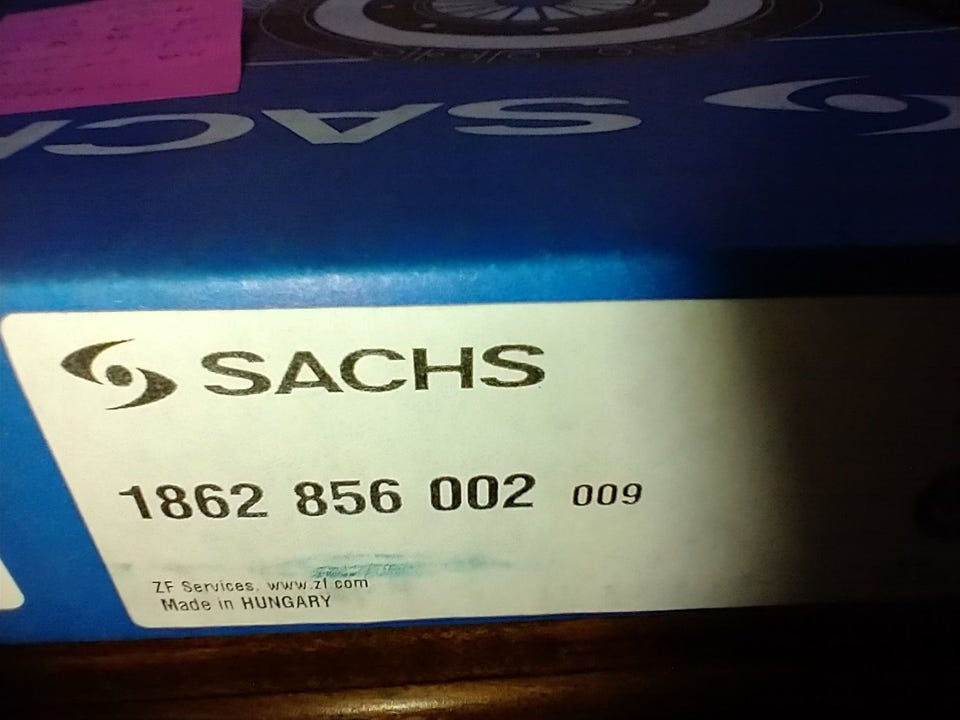 SACHS
SACHS
1862 856 002 009
ZF Services, www.zf.com
Made in HUNGARY